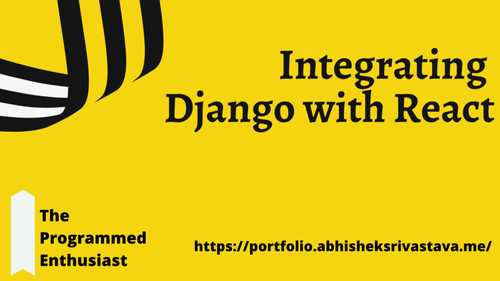 Integrating
Django with React
The
Programmed
Enthusiast
https://portfolio.abhisheksrivastava.me/